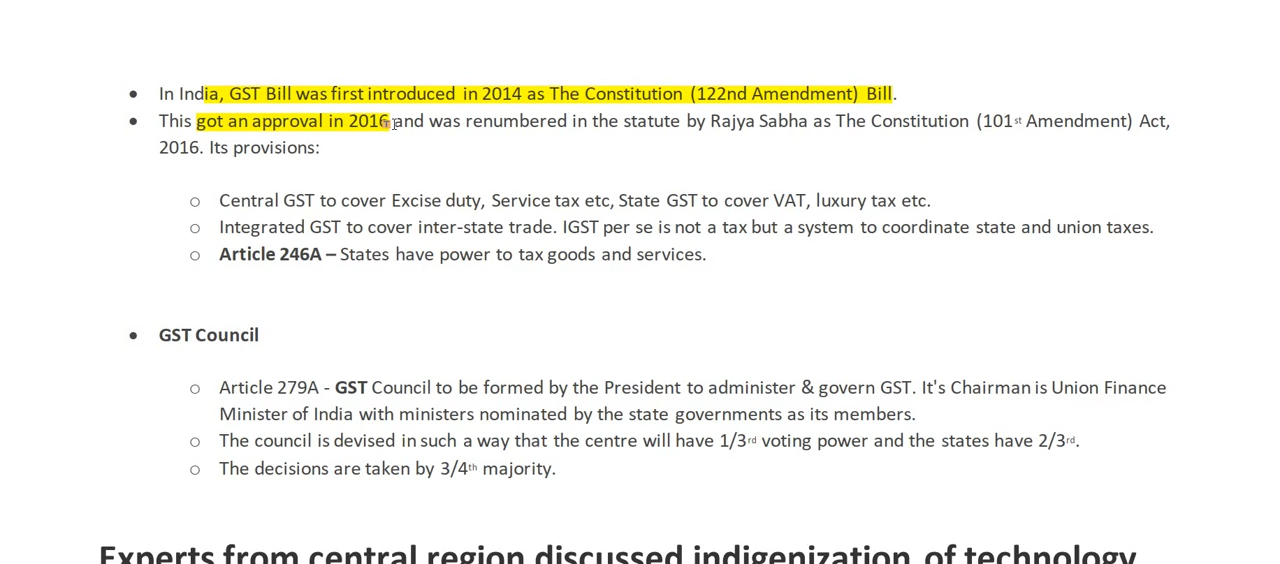 • In India, GST Bill was first introduced in 2014 as The Constitution (122nd Amendment) Bill.
• This got an approval in 2016 and was renumbered in the statute by Rajya Sabha as The Constitution (101st Amendment) Act,
2016. Its provisions:
○ Central GST to cover Excise duty, Service tax etc, State GST to cover VAT, luxury tax etc.
○ Integrated GST to cover inter-state trade. IGST per se is not a tax but a system to coordinate state and union taxes.
○ Article 246A – States have power to tax goods and services.
• GST Council
○ Article 279A - GST Council to be formed by the President to administer & govern GST. It's Chairman is Union Finance
Minister of India with ministers nominated by the state governments as its members.
○ The council is devised in such a way that the centre will have 1/3rd voting power and the states have 2/3rd.
○ The decisions are taken by 3/4th majority.
Experts from central region discussed indigenization of technology